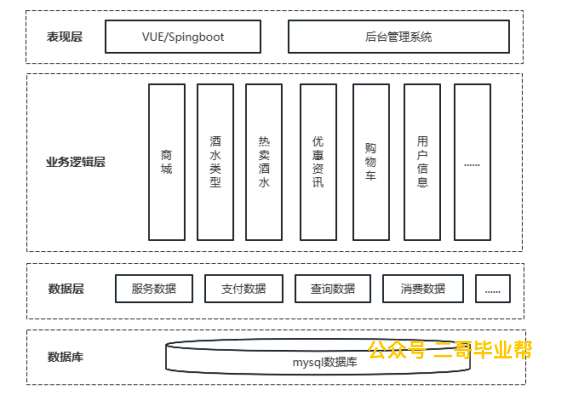 表现层
VUE/Spingboot
后台管理系统
业务逻辑层
商城
酒水类型
热卖酒水
优惠资讯
购物车
用户信息
......
数据层
服务数据
支付数据
查询数据
消费数据
......
数据库
mysql数据库
公众号 二哥毕业帮